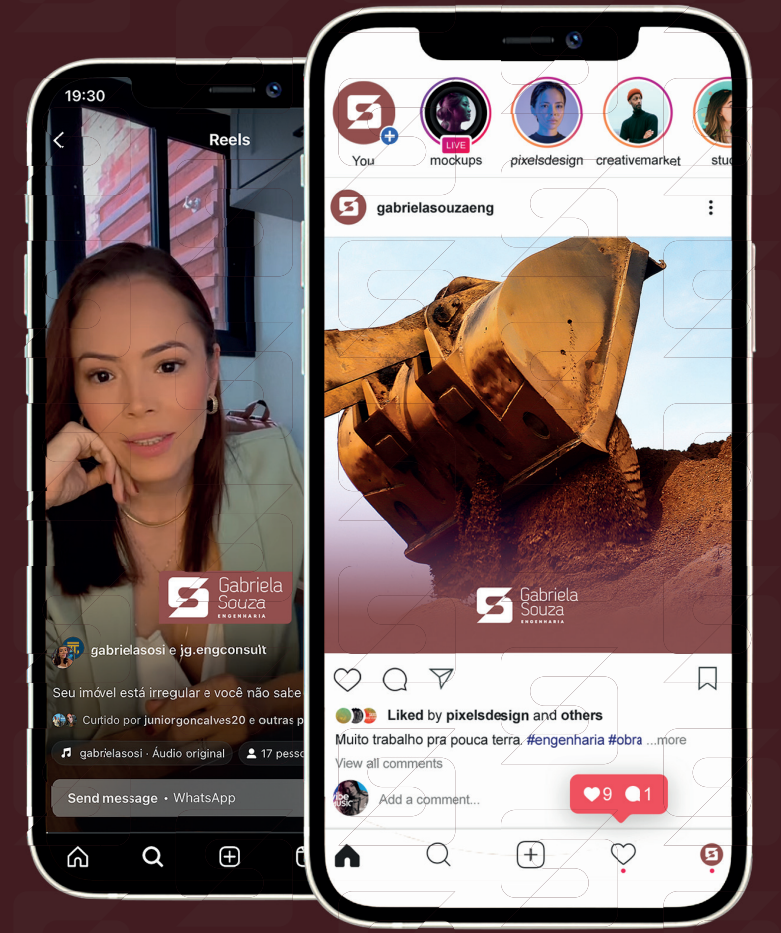 19:30
Reels
Gabriela
Souza
ENGENHARIA
gabrielasosi e jg.engconsult
Seu imóvel está irregular e você não sabe
Curtido por juniorgoncalves20 e outras p
gabrielasosi · Áudio original
17 pesso
Send message • WhatsApp
You
LIVE
mockups
pixelsdesign
creativemarket
stu
gabrielasouzaeng
Gabriela
Souza
ENGENHARIA
Liked by pixelsdesign and others
Muito trabalho pra pouca terra. #engenharia #obra ...more
View all comments
Add a comment...
9 1